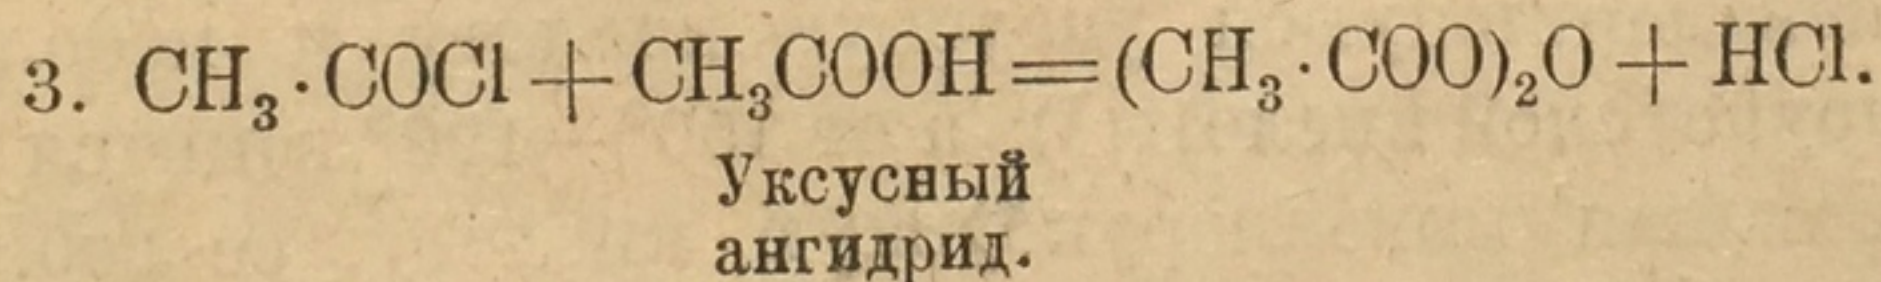 3. CH₃·COCl + CH₃COOH = (CH₃·COO)₂O + HCl.
Уксусный
ангидрид.